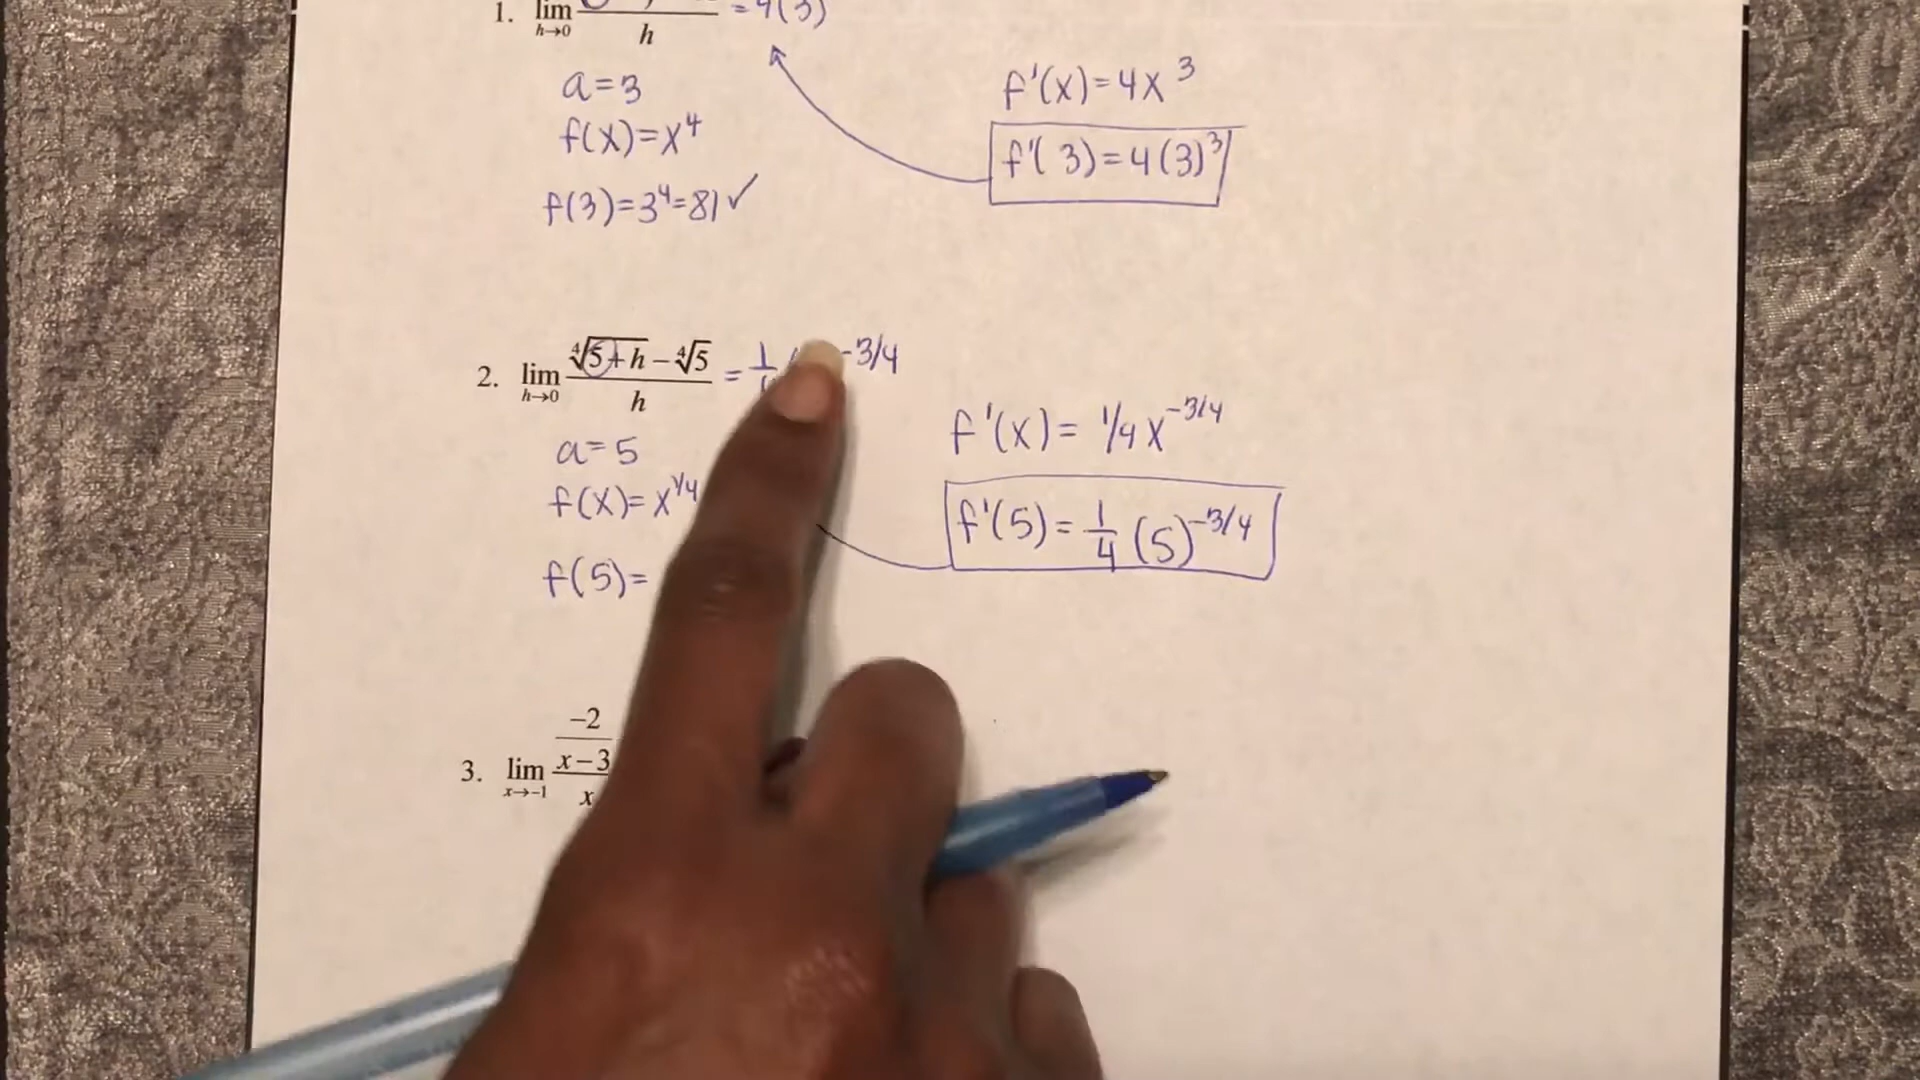 1. lim h→0 h = 4(3)
a=3
f(x)=x⁴
f(3)=3⁴=81✓
f'(x)=4x³
f'(3)=4(3)³
2. lim h→0 ∜5+h − ∜5 h = 1 -3/4
a=5
f(x)=x^1/4
f(5)=
f'(x)= 1/4 x^-3/4
f'(5)= 1/4 (5)^-3/4
3. lim x→-1 −2 x−3 x